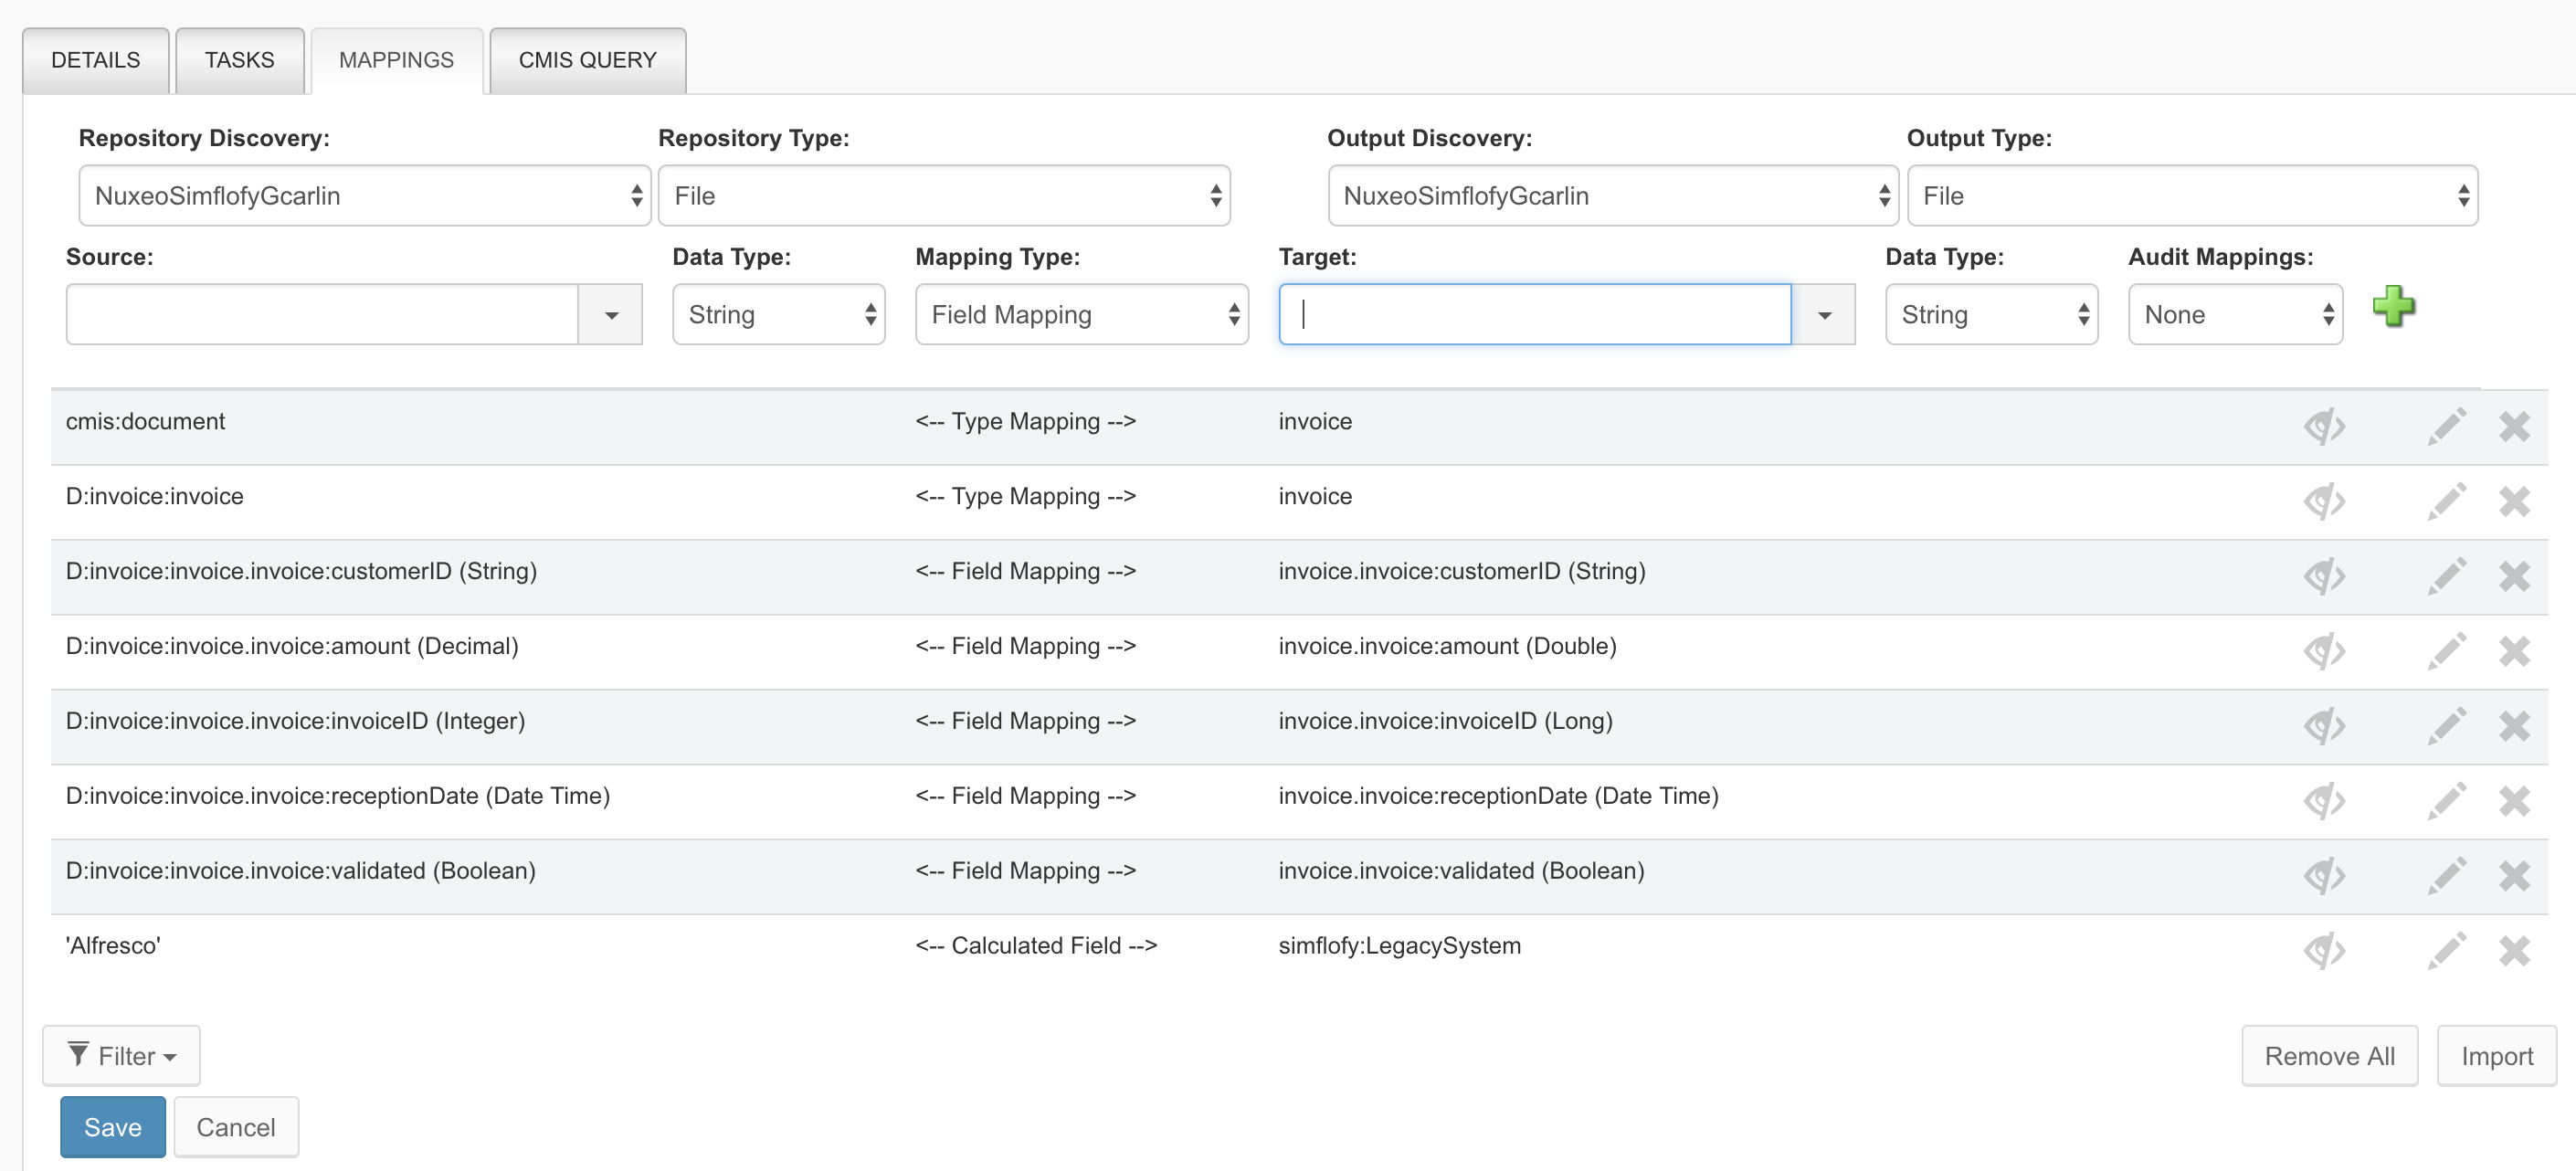 DETAILS TASKS MAPPINGS CMIS QUERY
Repository Discovery: Repository Type: Output Discovery: Output Type:
NuxeoSimflofyGcarlin File NuxeoSimflofyGcarlin File
Source: Data Type: Mapping Type: Target: Data Type: Audit Mappings:
String Field Mapping String None
cmis:document <-- Type Mapping --> invoice
D:invoice:invoice <-- Type Mapping --> invoice
D:invoice:invoice.invoice:customerID (String) <-- Field Mapping --> invoice.invoice:customerID (String)
D:invoice:invoice.invoice:amount (Decimal) <-- Field Mapping --> invoice.invoice:amount (Double)
D:invoice:invoice.invoice:invoiceID (Integer) <-- Field Mapping --> invoice.invoice:invoiceID (Long)
D:invoice:invoice.invoice:receptionDate (Date Time) <-- Field Mapping --> invoice.invoice:receptionDate (Date Time)
D:invoice:invoice.invoice:validated (Boolean) <-- Field Mapping --> invoice.invoice:validated (Boolean)
'Alfresco' <-- Calculated Field --> simflofy:LegacySystem
Filter Remove All Import
Save Cancel